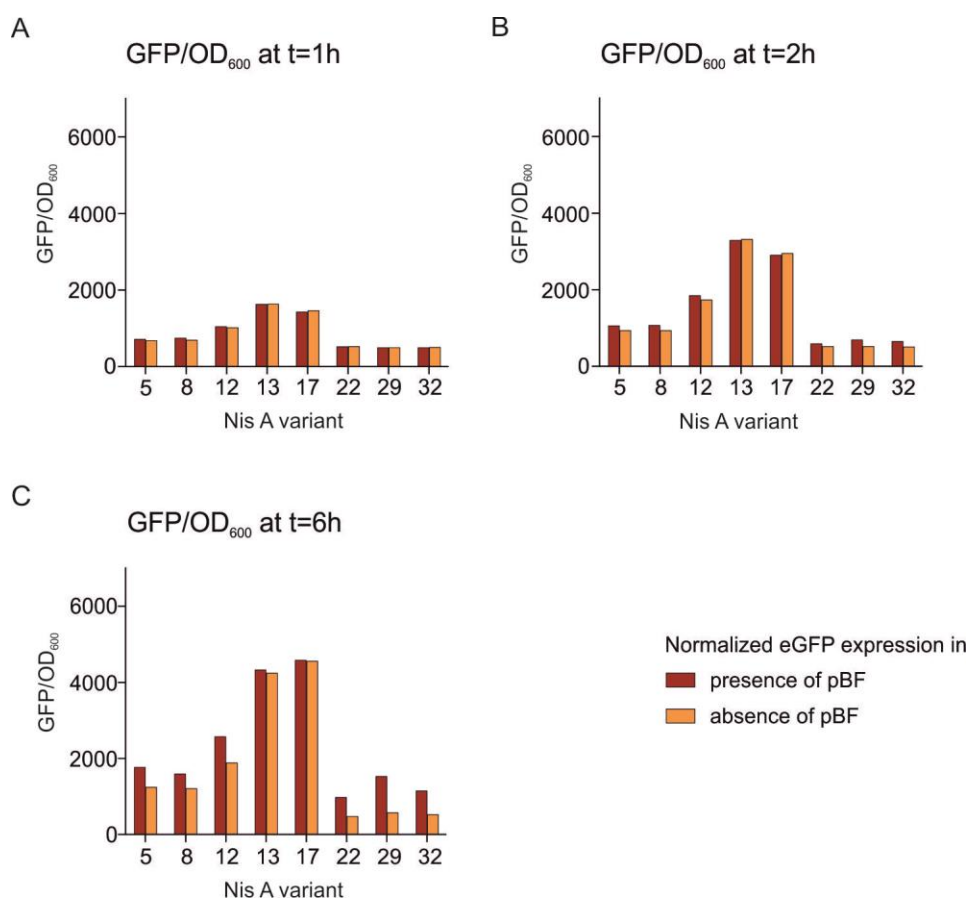 A
GFP/OD600 at t=1h
GFP/OD600
6000
4000
2000
0
5 8 12 13 17 22 29 32
Nis A variant
B
GFP/OD600 at t=2h
GFP/OD600
6000
4000
2000
0
5 8 12 13 17 22 29 32
Nis A variant
C
GFP/OD600 at t=6h
GFP/OD600
6000
4000
2000
0
5 8 12 13 17 22 29 32
Nis A variant
Normalized eGFP expression in
presence of pBF
absence of pBF